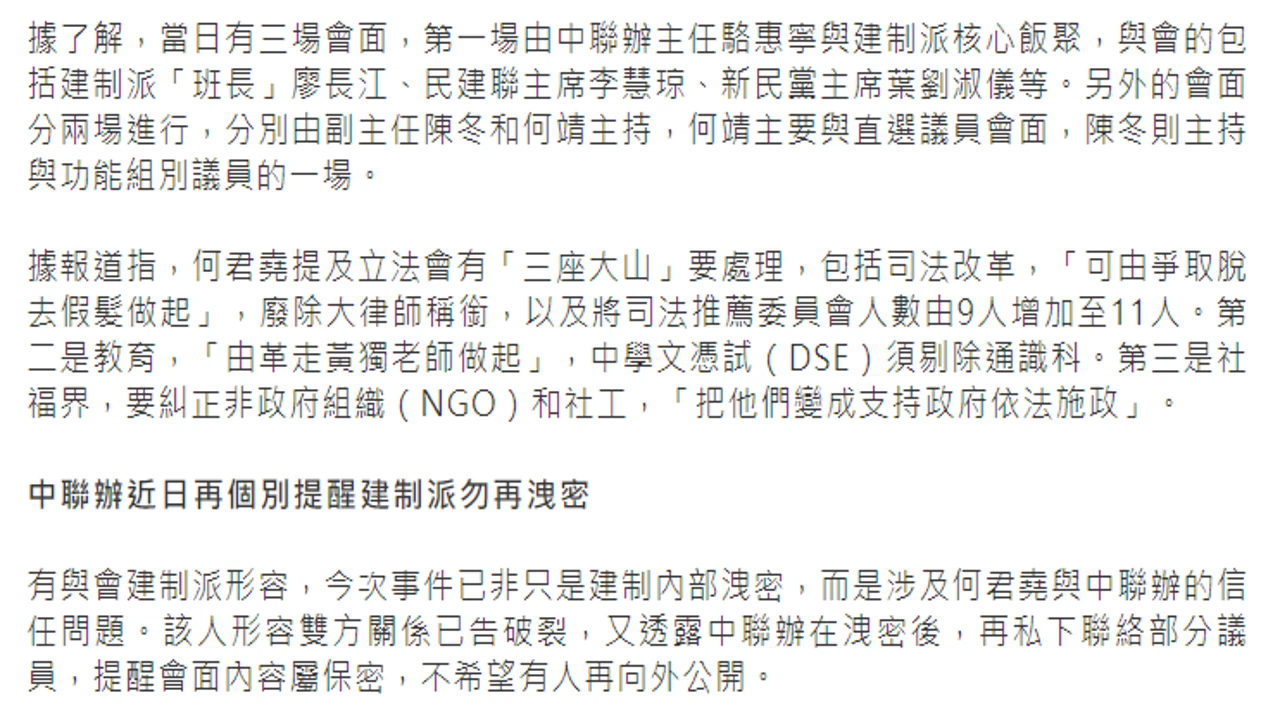 據了解，當日有三場會面，第一場由中聯辦主任駱惠寧與建制派核心飯聚，與會的包
括建制派「班長」廖長江、民建聯主席李慧琼、新民黨主席葉劉淑儀等。另外的會面
分兩場進行，分別由副主任陳冬和何靖主持，何靖主要與直選議員會面，陳冬則主持
與功能組別議員的一場。
據報道指，何君堯提及立法會有「三座大山」要處理，包括司法改革，「可由爭取脫
去假髮做起」，廢除大律師稱銜，以及將司法推薦委員會人數由9人增加至11人。第
二是教育，「由革走黃獨老師做起」，中學文憑試（DSE）須剔除通識科。第三是社
福界，要糾正非政府組織（NGO）和社工，「把他們變成支持政府依法施政」。
中聯辦近日再個別提醒建制派勿再洩密
有與會建制派形容，今次事件已非只是建制內部洩密，而是涉及何君堯與中聯辦的信
任問題。該人形容雙方關係已告破裂，又透露中聯辦在洩密後，再私下聯絡部分議
員，提醒會面內容屬保密，不希望有人再向外公開。